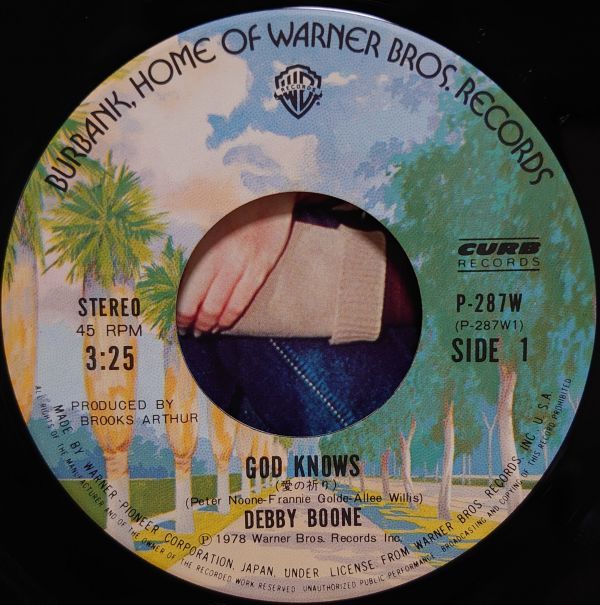 BURBANK, HOME OF WARNER BROS. RECORDS
WB
RECORDS
CURB
RECORDS
STEREO
45 RPM
3:25
P-287W
(P-287W1)
SIDE 1
PRODUCED BY
BROOKS ARTHUR
GOD KNOWS
(愛の祈り)
(Peter Noone-Frannie Golde-Allee Willis)
DEBBY BOONE
Ⓟ 1978 Warner Bros. Records Inc.
MADE BY WARNER-PIONEER CORPORATION, JAPAN, UNDER LICENSE FROM WARNER BROS. RECORDS, INC. U.S.A.
ALL RIGHTS OF THE MANUFACTURER AND OF THE OWNER OF THE RECORDED WORK RESERVED. UNAUTHORIZED PUBLIC PERFORMANCE, BROADCASTING AND COPYING OF THIS RECORD PROHIBITED